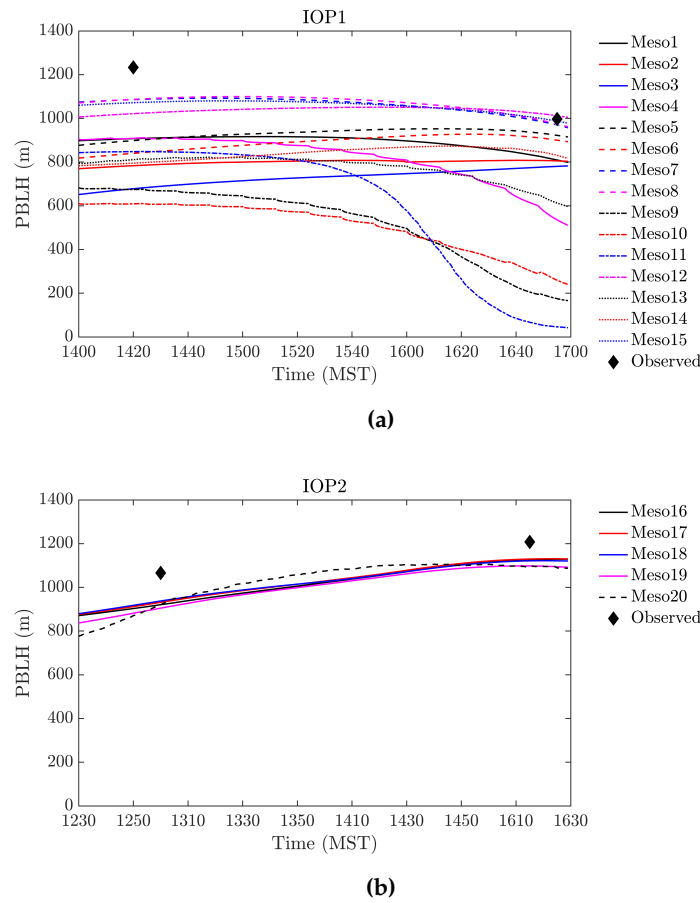 IOP1
1400
1200
1000
800
600
400
200
0
PBLH (m)
1400 1420 1440 1500 1520 1540 1600 1620 1640 1700
Time (MST)
Meso1
Meso2
Meso3
Meso4
Meso5
Meso6
Meso7
Meso8
Meso9
Meso10
Meso11
Meso12
Meso13
Meso14
Meso15
Observed
(a)
IOP2
1400
1200
1000
800
600
400
200
0
PBLH (m)
1230 1250 1310 1330 1350 1410 1430 1450 1610 1630
Time (MST)
Meso16
Meso17
Meso18
Meso19
Meso20
Observed
(b)